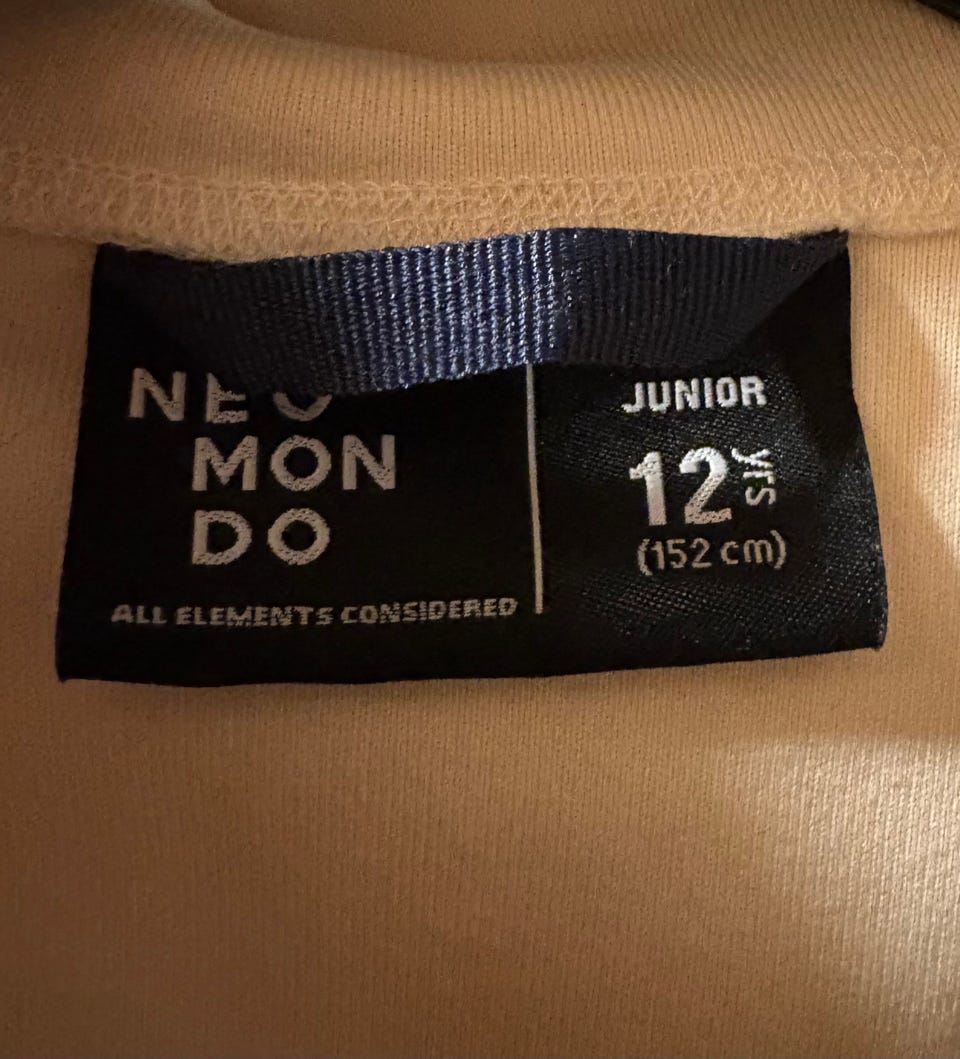 NEO
MON
DO
ALL ELEMENTS CONSIDERED
JUNIOR
12 yrs
(152 cm)